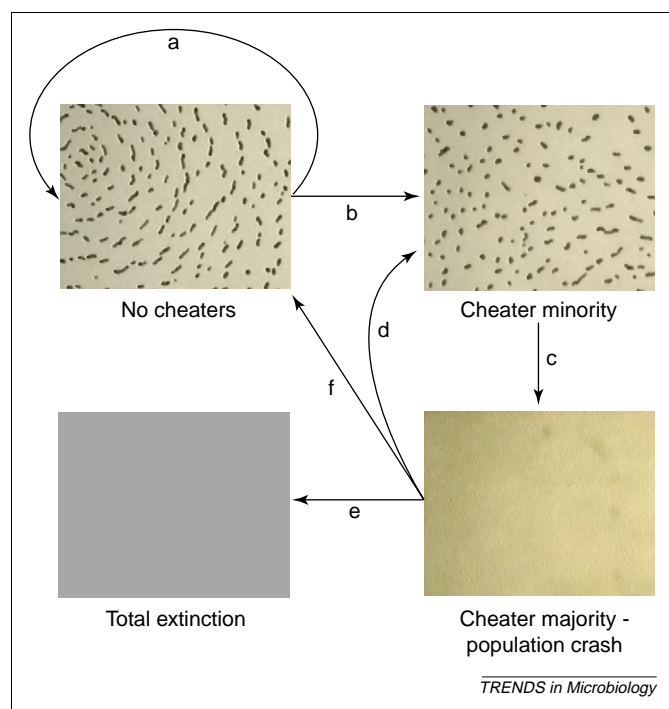 a
b
No cheaters
Cheater minority
d
c
f
e
Total extinction
Cheater majority -
population crash
TRENDS in Microbiology